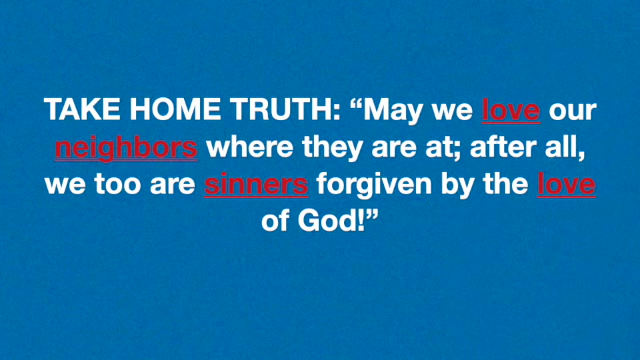 TAKE HOME TRUTH: “May we love our
neighbors where they are at; after all,
we too are sinners forgiven by the love
of God!”